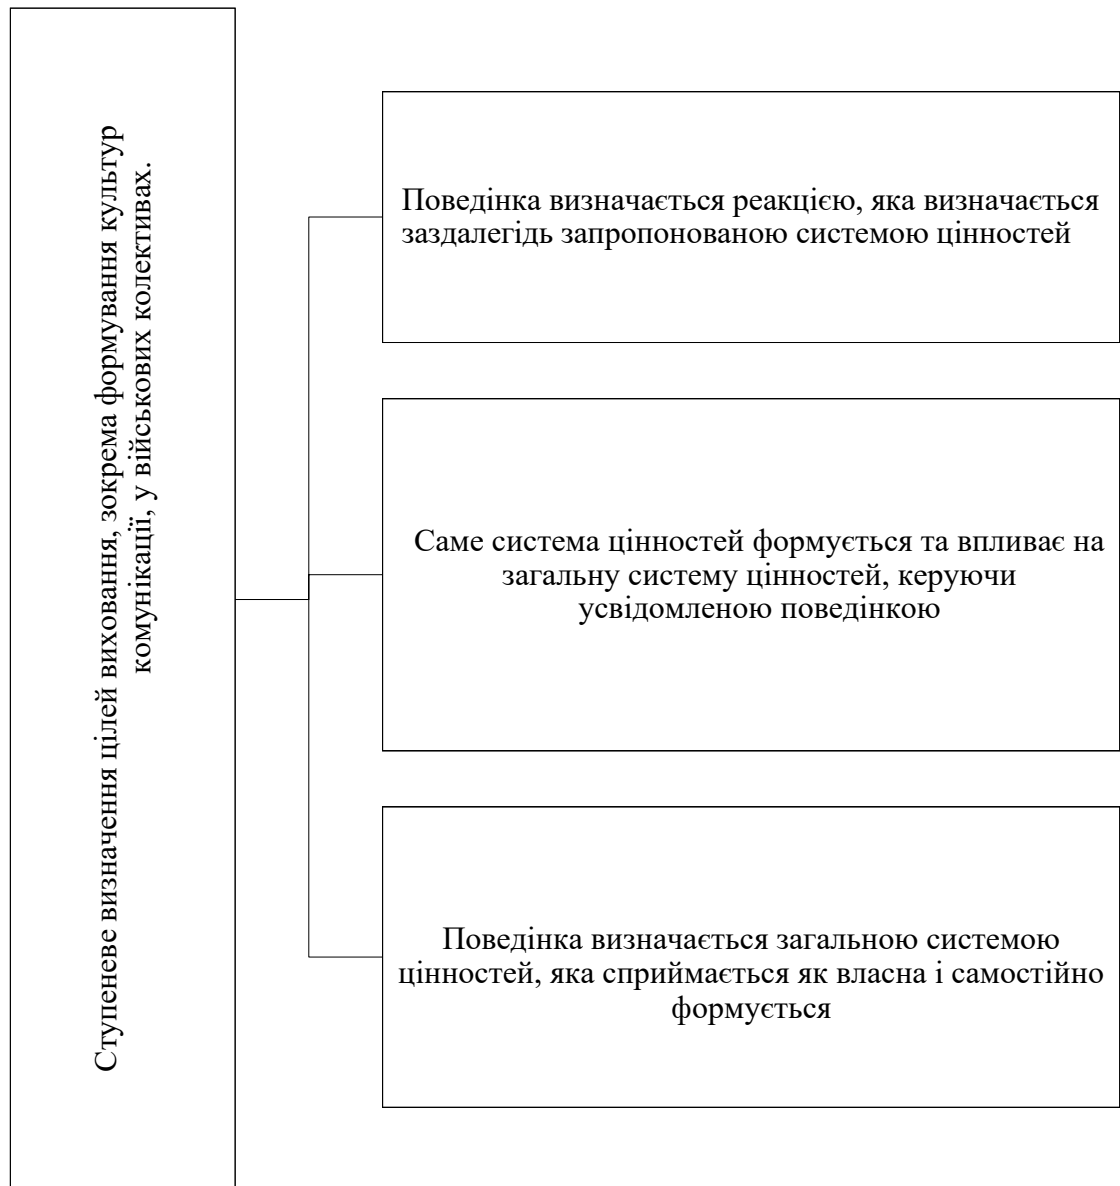 Ступеневе визначення цілей виховання, зокрема формування культур
комунікації, у військових колективах.
Поведінка визначається реакцією, яка визначається
заздалегідь запропонованою системою цінностей
Саме система цінностей формується та впливає на
загальну систему цінностей, керуючи
усвідомленою поведінкою
Поведінка визначається загальною системою
цінностей, яка сприймається як власна і самостійно
формується